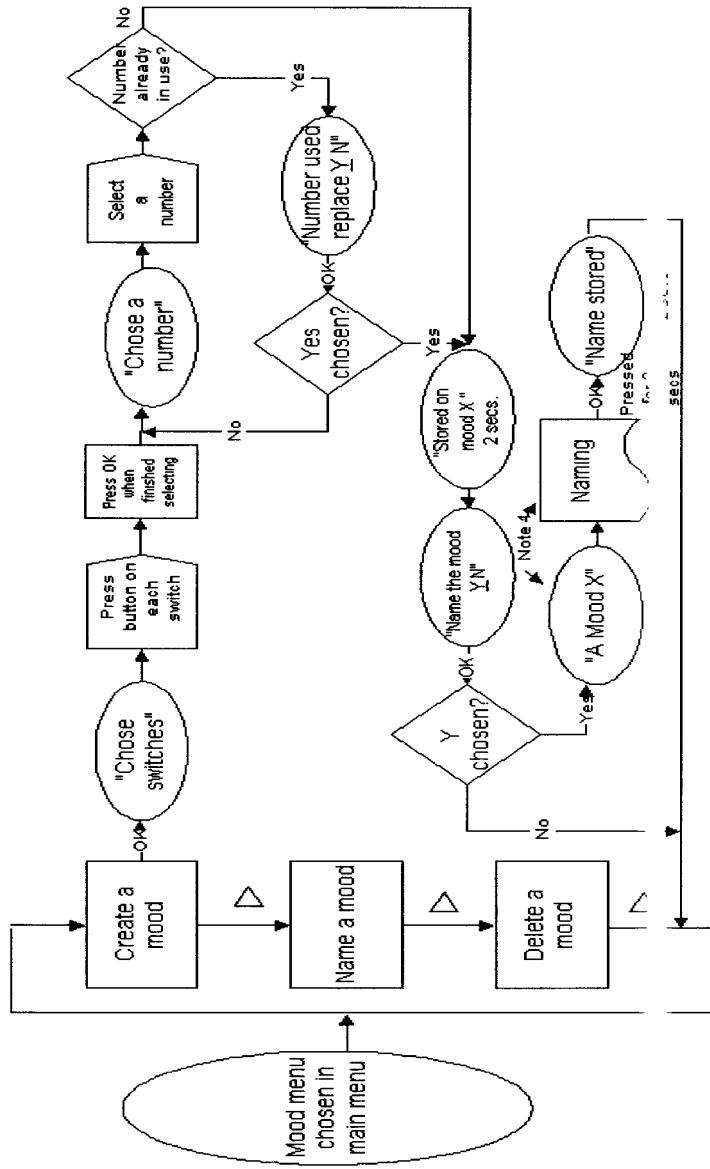 Mood menu
chosen in
main menu
Create a
mood
OK
"Chose
switches"
Press
button on
each
switch
Press OK
when
finished
selecting
"Chose a
number"
Select
a
number
Number
already
in use?
No
Yes
"Number used
replace Y N"
OK
Yes
chosen?
No
Yes
"Stored on
mood X"
2 secs.
"Name the mood
Y N"
OK
Y
chosen?
No
Yes
Note 4
"A Mood X"
Naming
OK
Pressed
secs
"Name stored"
Name a mood
Delete a
mood